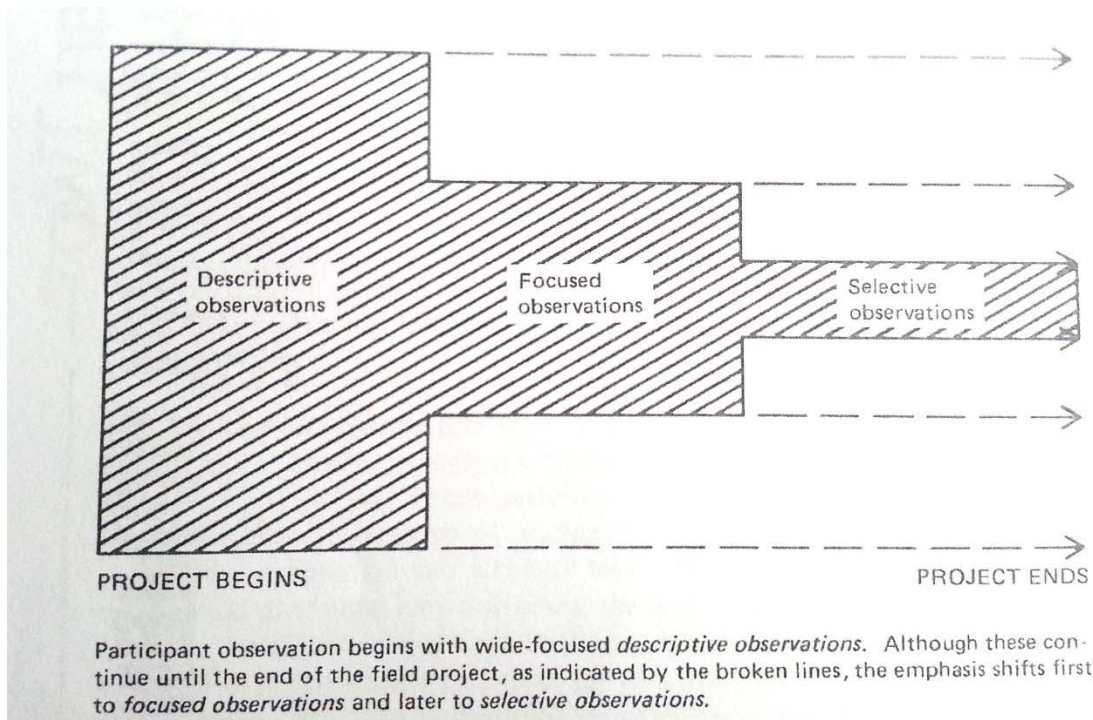 Descriptive
observations
Focused
observations
Selective
observations
PROJECT BEGINS
PROJECT ENDS
Participant observation begins with wide-focused descriptive observations. Although these con-
tinue until the end of the field project, as indicated by the broken lines, the emphasis shifts first
to focused observations and later to selective observations.